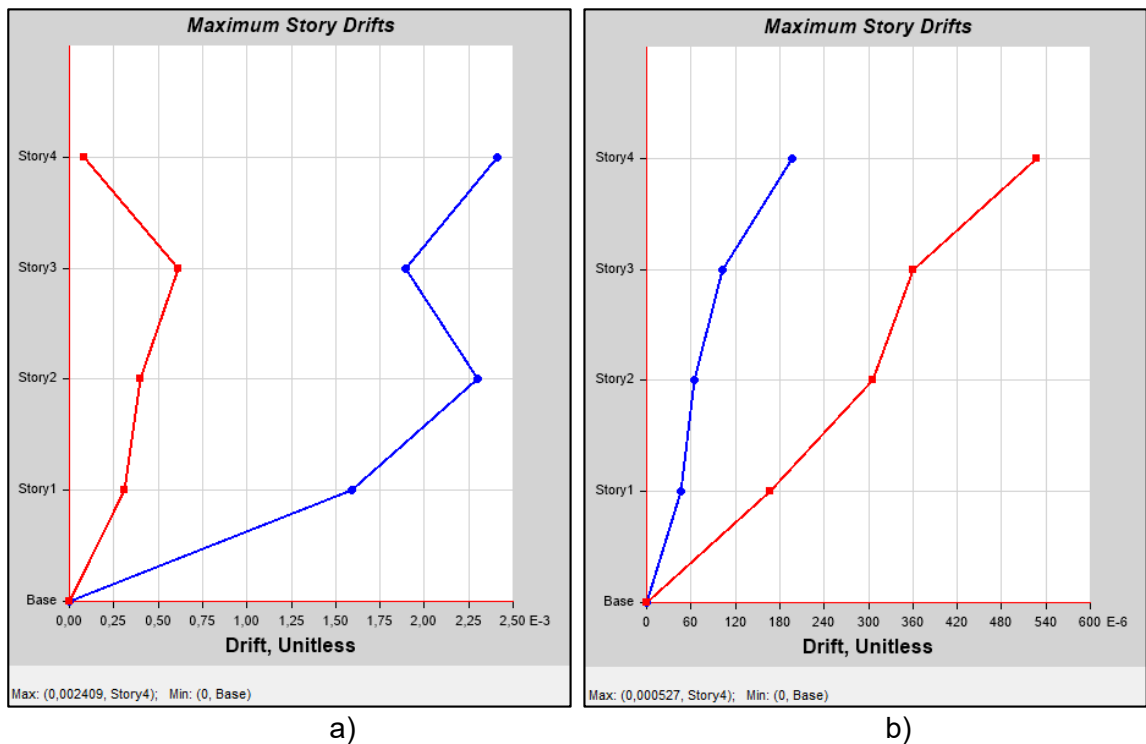 Maximum Story Drifts
Story4
Story3
Story2
Story1
Base
0,00 0,25 0,50 0,75 1,00 1,25 1,50 1,75 2,00 2,25 2,50 E-3
Drift, Unitless
Max: (0,002409, Story4); Min: (0, Base)
a)
Maximum Story Drifts
Story4
Story3
Story2
Story1
Base
0 60 120 180 240 300 360 420 480 540 600 E-6
Drift, Unitless
Max: (0,000527, Story4); Min: (0, Base)
b)